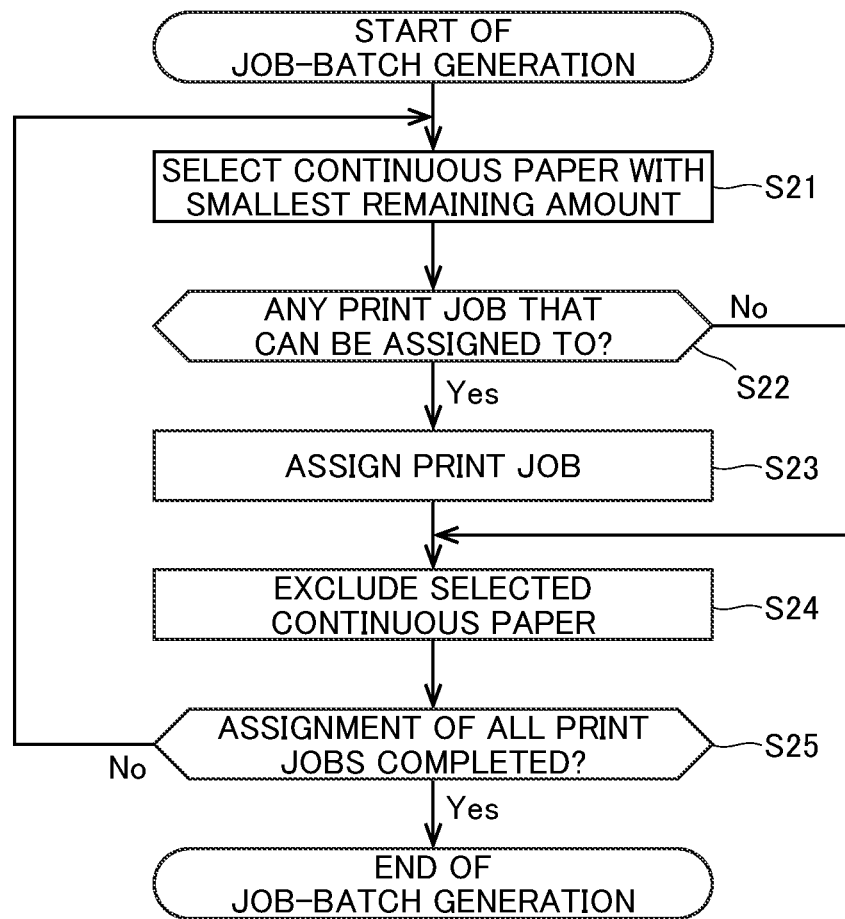 START OF
JOB-BATCH GENERATION
SELECT CONTINUOUS PAPER WITH
SMALLEST REMAINING AMOUNT
S21
ANY PRINT JOB THAT
CAN BE ASSIGNED TO?
No
S22
Yes
ASSIGN PRINT JOB
S23
EXCLUDE SELECTED
CONTINUOUS PAPER
S24
ASSIGNMENT OF ALL PRINT
JOBS COMPLETED?
S25
No
Yes
END OF
JOB-BATCH GENERATION